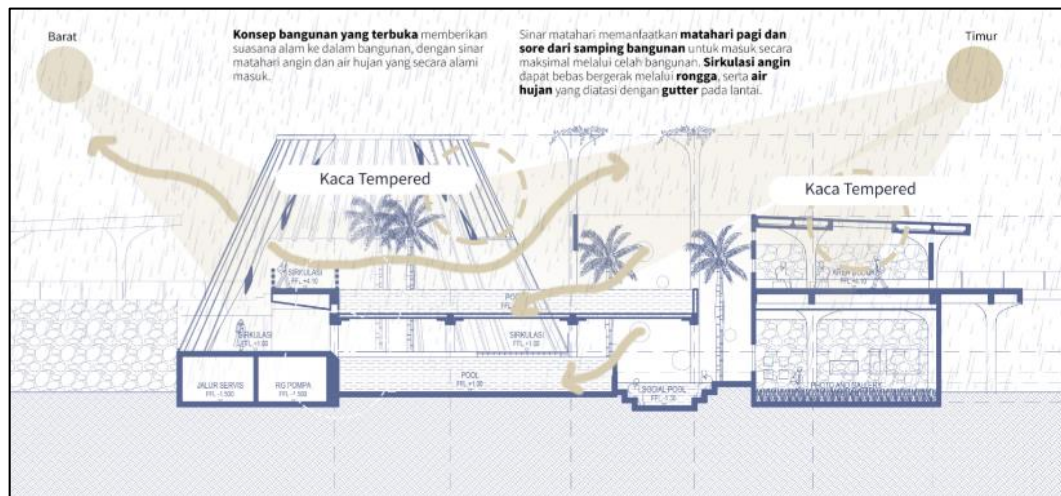 Barat
Konsep bangunan yang terbuka memberikan
suasana alam ke dalam bangunan, dengan sinar
matahari angin dan air hujan yang secara alami
masuk.
Sinar matahari memanfaatkan matahari pagi dan
sore dari samping bangunan untuk masuk secara
maksimal melalui celah bangunan. Sirkulasi angin
dapat bebas bergerak melalui rongga, serta air
hujan yang diatasi dengan gutter pada lantai.
Timur
Kaca Tempered
Kaca Tempered
SIRKULASI
SIRKULASI
SIRKULASI
POOL
JALUR SERVIS
RG POMPA
SOCIAL POOL
PHOTO AND GALLERY